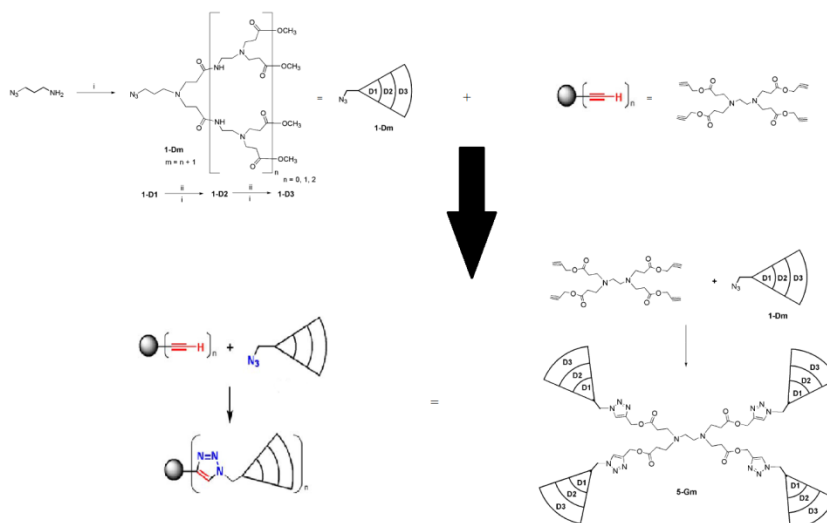 N₃ NH₂
i
N₃ N
O NH N O OCH₃
O OCH₃
O NH N O OCH₃
O OCH₃
n
n = 0, 1, 2
1-Dm
m = n + 1
1-D1 ii i 1-D2 ii i 1-D3
=
N₃ D1 D2 D3
1-Dm
+
H n
=
O O N N O O
O O O O
H n + N₃
N=N N n
=
O O N N O O
O O O O
+
N₃ D1 D2 D3
1-Dm
D3 D2 D1
D3 D2 D1
N N N O O N N O O N N N
N N N O O O O N N N
D1 D2 D3
D1 D2 D3
5-Gm